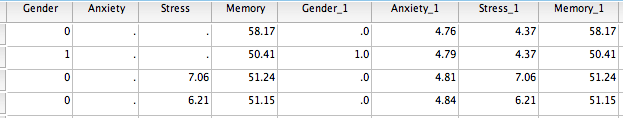 Gender Anxiety Stress Memory Gender_1 Anxiety_1 Stress_1 Memory_1
0 . . 58.17 .0 4.76 4.37 58.17
1 . . 50.41 1.0 4.79 4.37 50.41
0 . 7.06 51.24 .0 4.81 7.06 51.24
0 . 6.21 51.15 .0 4.84 6.21 51.15